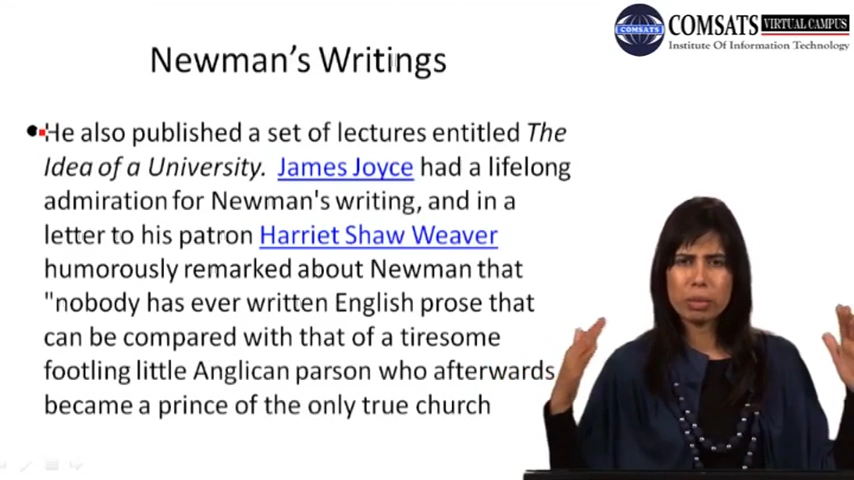 COMSATS VIRTUAL CAMPUS
Institute Of Information Technology
COMSATS
Newman's Writings
He also published a set of lectures entitled The
Idea of a University. James Joyce had a lifelong
admiration for Newman's writing, and in a
letter to his patron Harriet Shaw Weaver
humorously remarked about Newman that
"nobody has ever written English prose that
can be compared with that of a tiresome
footling little Anglican parson who afterwards
became a prince of the only true church